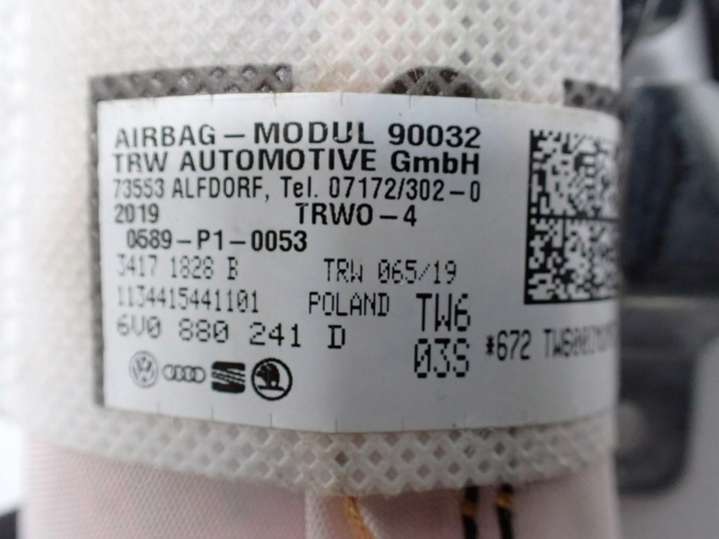 AIRBAG – MODUL 90032
TRW AUTOMOTIVE GmbH
73553 ALFDORF, Tel. 07172/302-0
2019 TRWO-4
0589-P1-0053
3417 1828 B TRW 065/19
1134415441101 POLAND TW6
6V0 880 241 D 03S *672